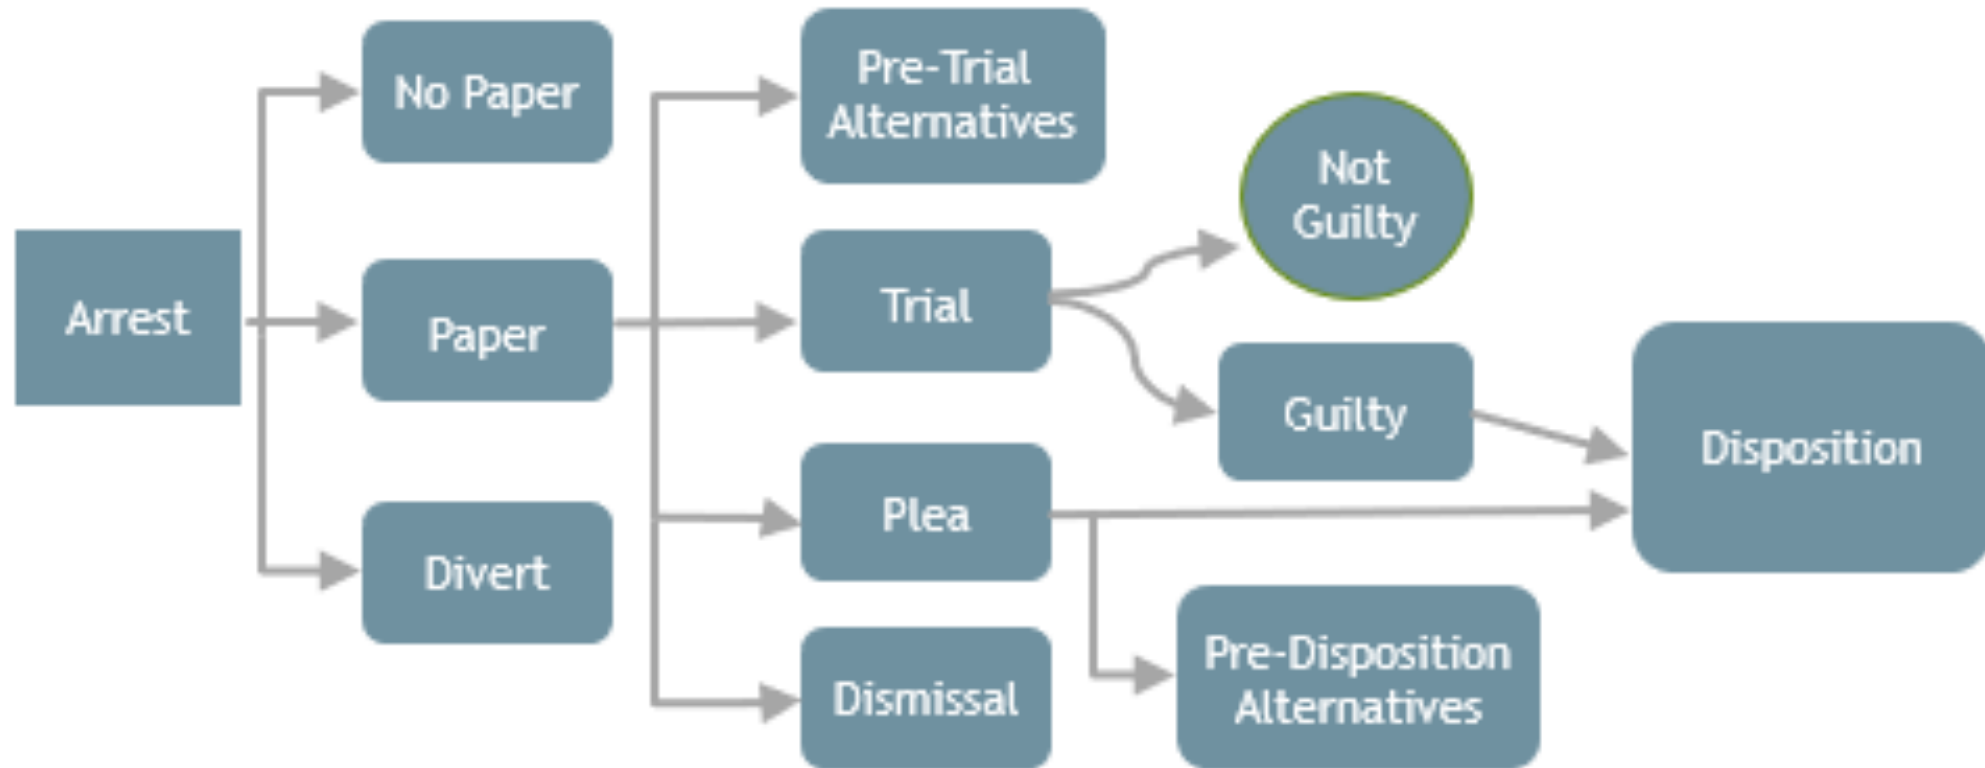 Arrest
No Paper
Paper
Divert
Pre-Trial
Alternatives
Trial
Plea
Dismissal
Not
Guilty
Guilty
Pre-Disposition
Alternatives
Disposition